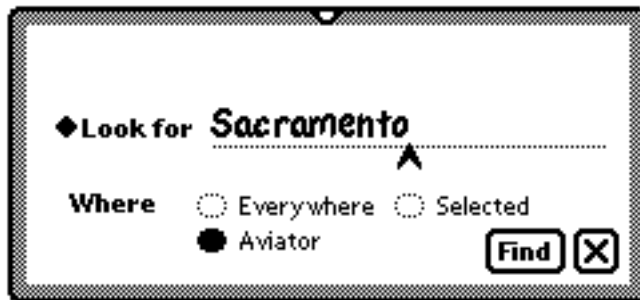 ◆Look for Sacramento
Where Everywhere Selected
Aviator
Find X